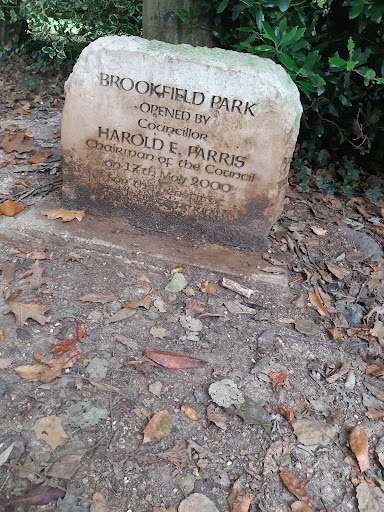 BROOKFIELD PARK
OPENED BY
Councillor
HAROLD E. PARRIS
Chairman of the Council
on 17th May 2000